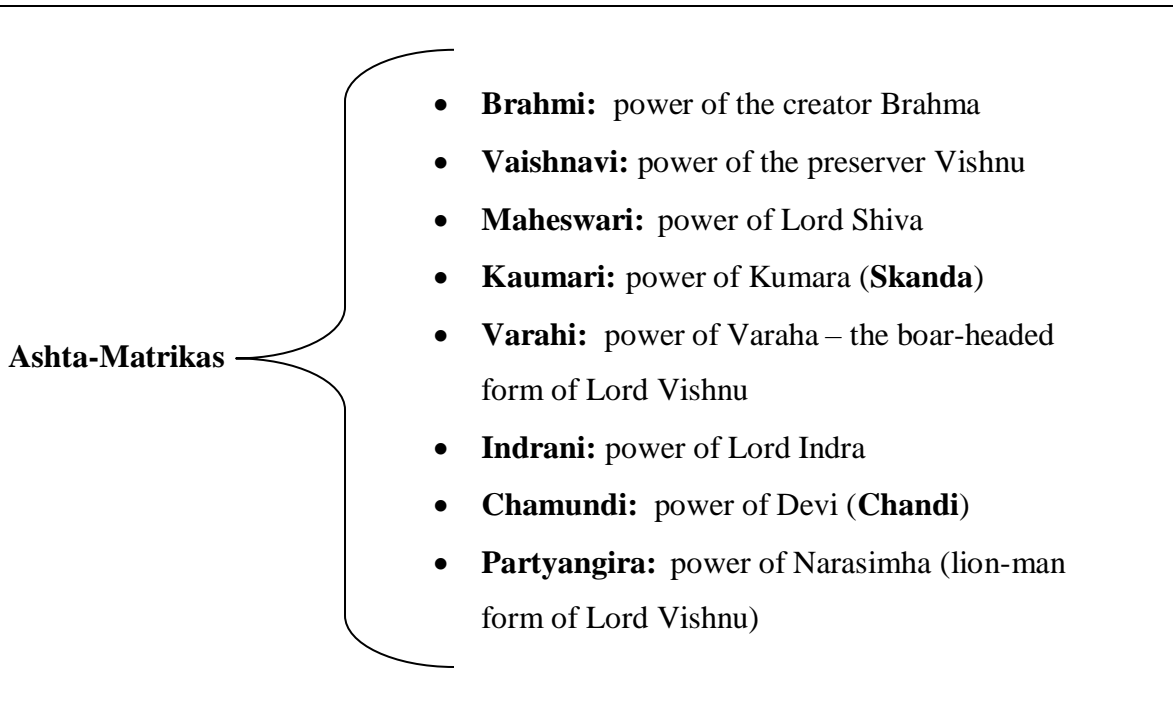 • Brahmi: power of the creator Brahma
• Vaishnavi: power of the preserver Vishnu
• Maheswari: power of Lord Shiva
• Kaumari: power of Kumara (Skanda)
• Varahi: power of Varaha – the boar-headed
form of Lord Vishnu
Ashta-Matrikas
• Indrani: power of Lord Indra
• Chamundi: power of Devi (Chandi)
• Partyangira: power of Narasimha (lion-man
form of Lord Vishnu)